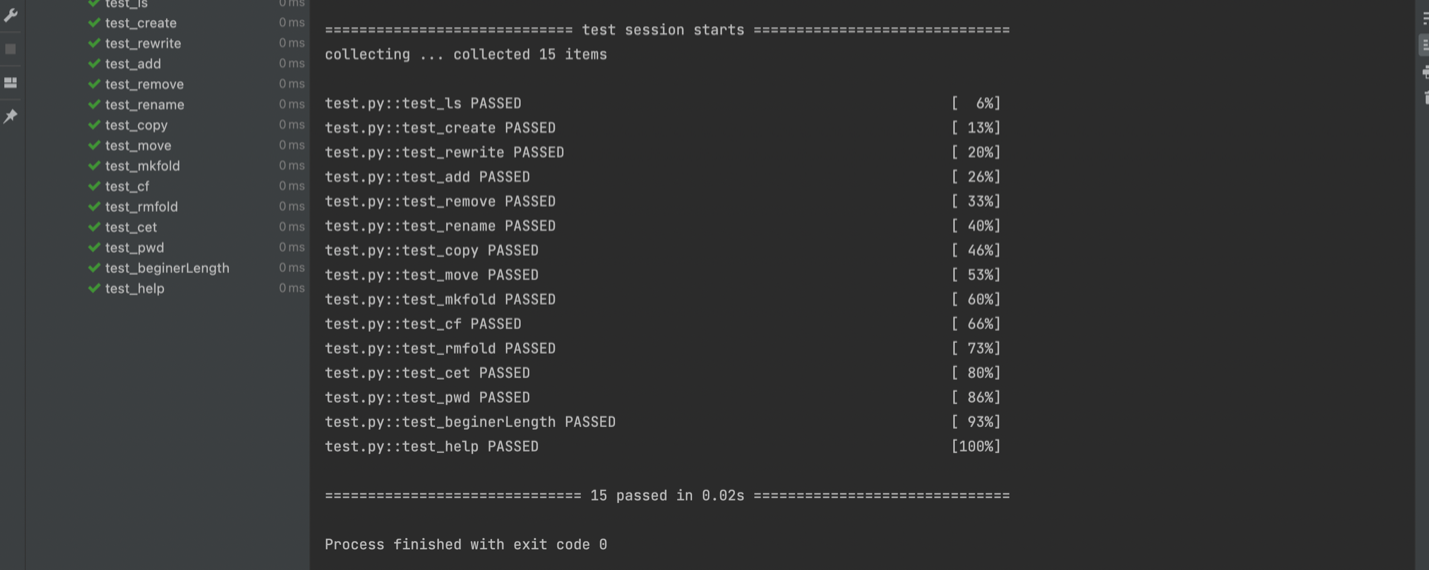 test_ls 0 ms
test_create 0 ms
test_rewrite 0 ms
test_add 0 ms
test_remove 0 ms
test_rename 0 ms
test_copy 0 ms
test_move 0 ms
test_mkfold 0 ms
test_cf 0 ms
test_rmfold 0 ms
test_cet 0 ms
test_pwd 0 ms
test_beginerLength 0 ms
test_help 0 ms
============================= test session starts ==============================
collecting ... collected 15 items
test.py::test_ls PASSED [  6%]
test.py::test_create PASSED [ 13%]
test.py::test_rewrite PASSED [ 20%]
test.py::test_add PASSED [ 26%]
test.py::test_remove PASSED [ 33%]
test.py::test_rename PASSED [ 40%]
test.py::test_copy PASSED [ 46%]
test.py::test_move PASSED [ 53%]
test.py::test_mkfold PASSED [ 60%]
test.py::test_cf PASSED [ 66%]
test.py::test_rmfold PASSED [ 73%]
test.py::test_cet PASSED [ 80%]
test.py::test_pwd PASSED [ 86%]
test.py::test_beginerLength PASSED [ 93%]
test.py::test_help PASSED [100%]
============================== 15 passed in 0.02s ==============================
Process finished with exit code 0